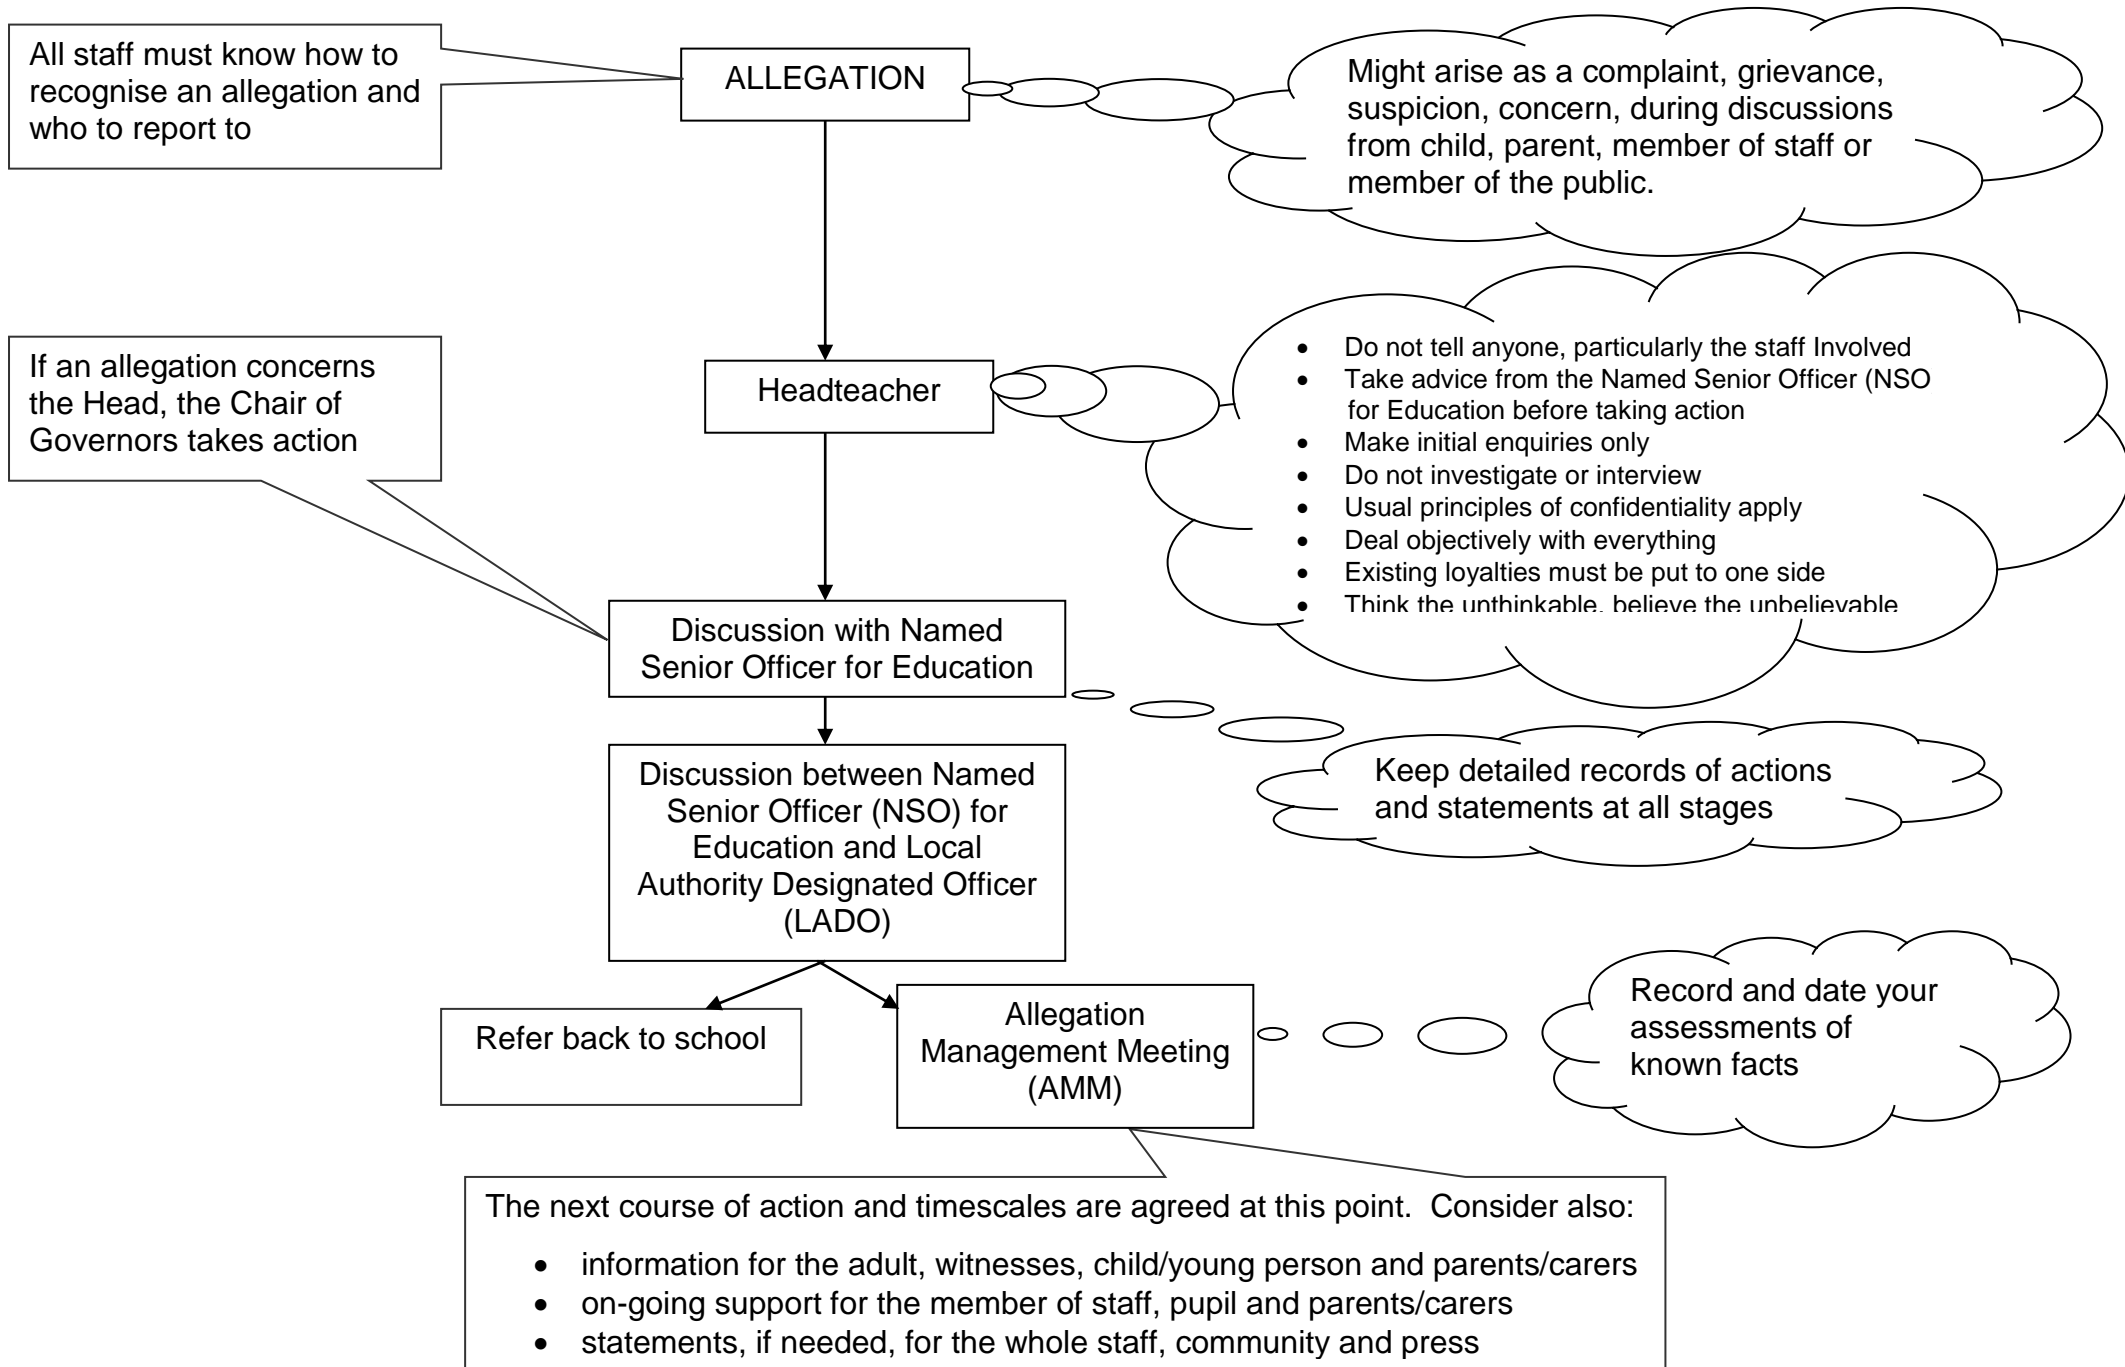 All staff must know how to
recognise an allegation and
who to report to
ALLEGATION
Might arise as a complaint, grievance,
suspicion, concern, during discussions
from child, parent, member of staff or
member of the public.
If an allegation concerns
the Head, the Chair of
Governors takes action
Headteacher
• Do not tell anyone, particularly the staff Involved
• Take advice from the Named Senior Officer (NSO
for Education before taking action
• Make initial enquiries only
• Do not investigate or interview
• Usual principles of confidentiality apply
• Deal objectively with everything
• Existing loyalties must be put to one side
• Think the unthinkable, believe the unbelievable
Discussion with Named
Senior Officer for Education
Keep detailed records of actions
and statements at all stages
Discussion between Named
Senior Officer (NSO) for
Education and Local
Authority Designated Officer
(LADO)
Refer back to school
Allegation
Management Meeting
(AMM)
Record and date your
assessments of
known facts
The next course of action and timescales are agreed at this point.  Consider also:
• information for the adult, witnesses, child/young person and parents/carers
• on-going support for the member of staff, pupil and parents/carers
• statements, if needed, for the whole staff, community and press